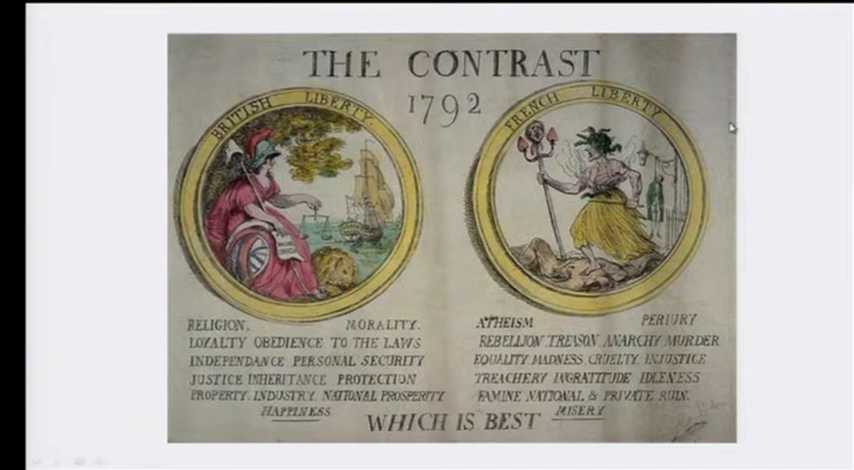 THE CONTRAST
1792
BRITISH LIBERTY
FRENCH LIBERTY
RELIGION. MORALITY.
LOYALTY OBEDIENCE TO THE LAWS
INDEPENDANCE PERSONAL SECURITY
JUSTICE INHERITANCE PROTECTION
PROPERTY. INDUSTRY. NATIONAL PROSPERITY
HAPPINESS
ATHEISM PERJURY
REBELLION. TREASON. ANARCHY MURDER
EQUALITY. MADNESS. CRUELTY. INJUSTICE
TREACHERY INGRATITUDE IDLENESS
FAMINE NATIONAL & PRIVATE RUIN.
MISERY
WHICH IS BEST